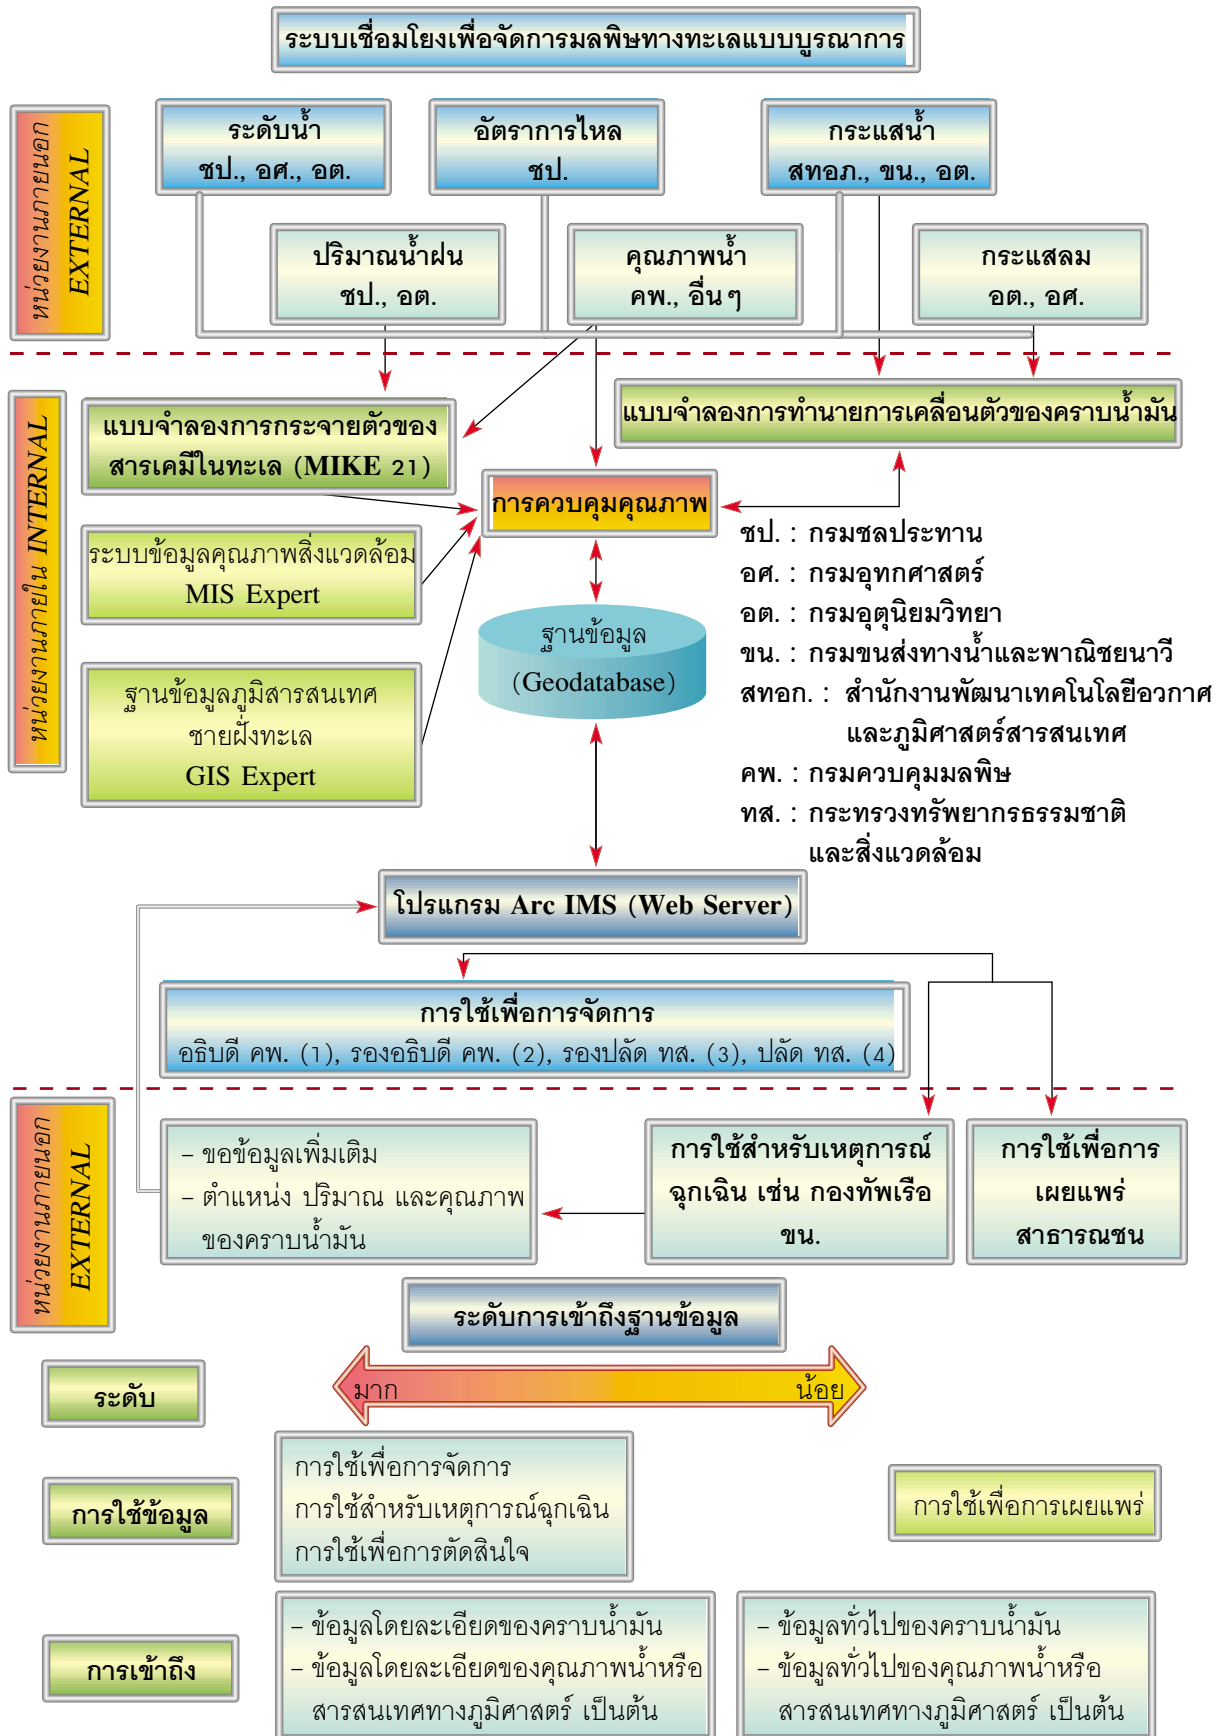 ระบบเชื่อมโยงเพื่อจัดการมลพิษทางทะเลแบบบูรณาการ
หน่วยงานภายนอก
EXTERNAL
ระดับน้ำ
ชป., อศ., อต.
อัตราการไหล
ชป.
กระแสน้ำ
สทอภ., ขน., อต.
ปริมาณน้ำฝน
ชป., อต.
คุณภาพน้ำ
คพ., อื่นๆ
กระแสลม
อต., อศ.
หน่วยงานภายใน INTERNAL
แบบจำลองการกระจายตัวของ
สารเคมีในทะเล (MIKE 21)
แบบจำลองการทำนายการเคลื่อนตัวของคราบน้ำมัน
การควบคุมคุณภาพ
ระบบข้อมูลคุณภาพสิ่งแวดล้อม
MIS Expert
ฐานข้อมูลภูมิสารสนเทศ
ชายฝั่งทะเล
GIS Expert
ฐานข้อมูล
(Geodatabase)
ชป. : กรมชลประทาน
อศ. : กรมอุทกศาสตร์
อต. : กรมอุตุนิยมวิทยา
ขน. : กรมขนส่งทางน้ำและพาณิชยนาวี
สทอก. : สำนักงานพัฒนาเทคโนโลยีอวกาศ
และภูมิศาสตร์สารสนเทศ
คพ. : กรมควบคุมมลพิษ
ทส. : กระทรวงทรัพยากรธรรมชาติ
และสิ่งแวดล้อม
โปรแกรม Arc IMS (Web Server)
การใช้เพื่อการจัดการ
อธิบดี คพ. (1), รองอธิบดี คพ. (2), รองปลัด ทส. (3), ปลัด ทส. (4)
หน่วยงานภายนอก
EXTERNAL
- ขอข้อมูลเพิ่มเติม
- ตำแหน่ง ปริมาณ และคุณภาพ
ของคราบน้ำมัน
การใช้สำหรับเหตุการณ์
ฉุกเฉิน เช่น กองทัพเรือ
ขน.
การใช้เพื่อการ
เผยแพร่
สาธารณชน
ระดับการเข้าถึงฐานข้อมูล
ระดับ
มาก
น้อย
การใช้ข้อมูล
การใช้เพื่อการจัดการ
การใช้สำหรับเหตุการณ์ฉุกเฉิน
การใช้เพื่อการตัดสินใจ
การใช้เพื่อการเผยแพร่
การเข้าถึง
- ข้อมูลโดยละเอียดของคราบน้ำมัน
- ข้อมูลโดยละเอียดของคุณภาพน้ำหรือ
สารสนเทศทางภูมิศาสตร์ เป็นต้น
- ข้อมูลทั่วไปของคราบน้ำมัน
- ข้อมูลทั่วไปของคุณภาพน้ำหรือ
สารสนเทศทางภูมิศาสตร์ เป็นต้น